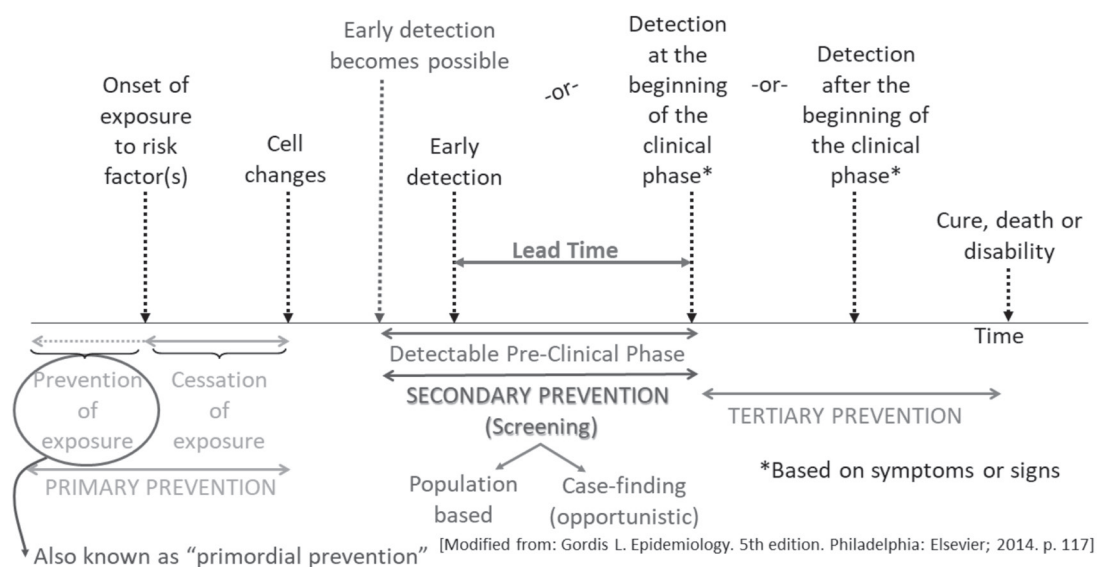 Early detection
becomes possible
Onset of
exposure
to risk
factor(s)
Cell
changes
Early
detection
-or-
Detection
at the
beginning
of the
clinical
phase*
-or-
Detection
after the
beginning of
the clinical
phase*
Cure, death or
disability
Lead Time
Time
Prevention
of
exposure
Cessation
of
exposure
PRIMARY PREVENTION
Also known as “primordial prevention”
Detectable Pre-Clinical Phase
SECONDARY PREVENTION
(Screening)
Population
based
Case-finding
(opportunistic)
TERTIARY PREVENTION
*Based on symptoms or signs
[Modified from: Gordis L. Epidemiology. 5th edition. Philadelphia: Elsevier; 2014. p. 117]